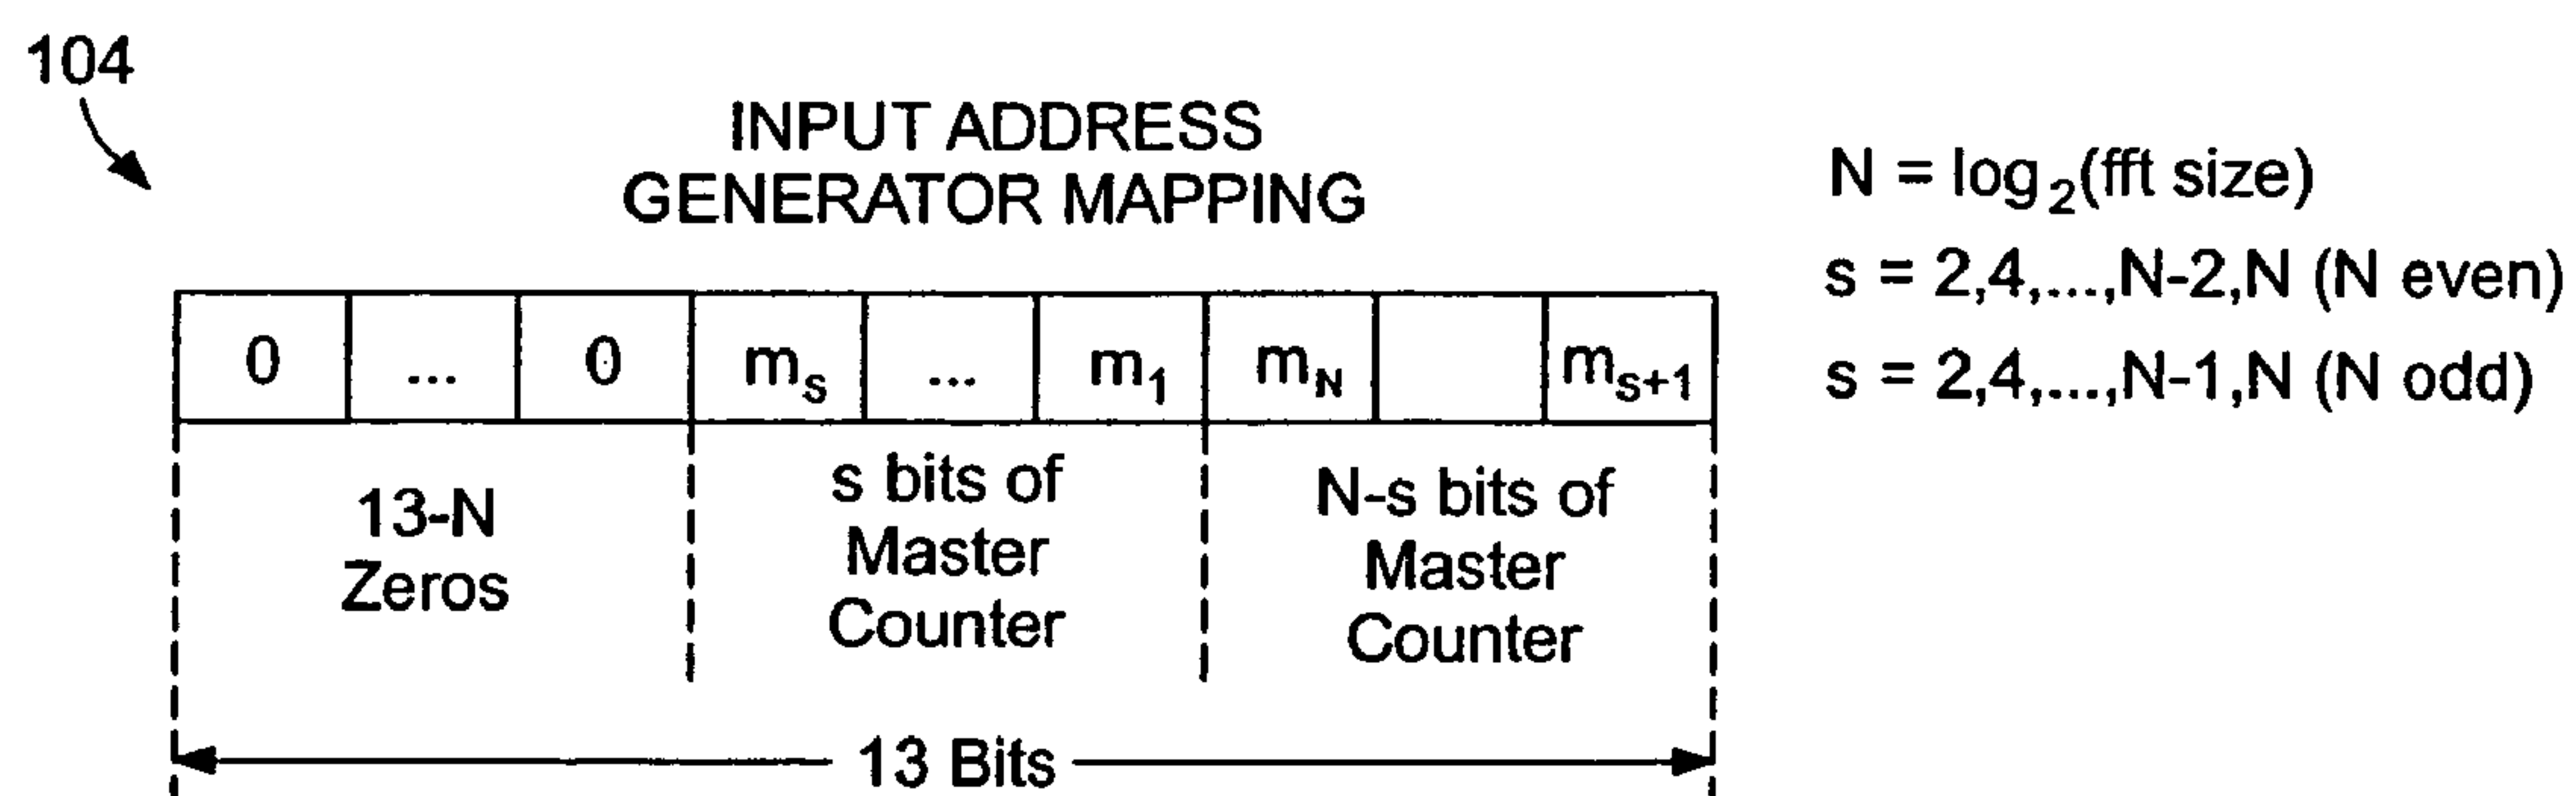 104
INPUT ADDRESS
GENERATOR MAPPING
N = log₂(fft size)
s = 2,4,...,N-2,N (N even)
s = 2,4,...,N-1,N (N odd)
0 ... 0 mₛ ... m₁ m_N mₛ₊₁
13-N
Zeros
s bits of
Master
Counter
N-s bits of
Master
Counter
13 Bits